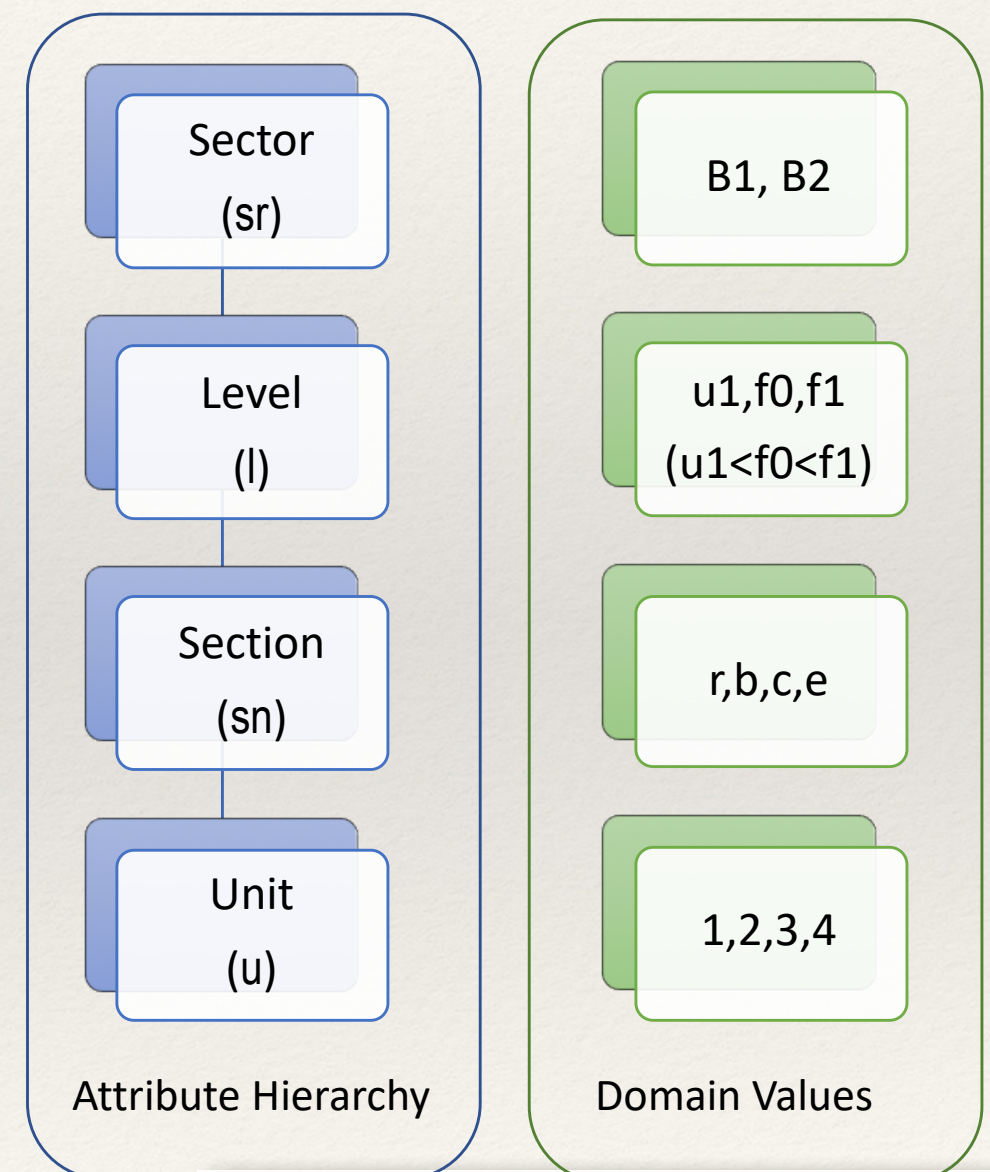 Sector
(sr)
B1, B2
Level
(l)
u1,f0,f1
(u1<f0<f1)
Section
(sn)
r,b,c,e
Unit
(u)
1,2,3,4
Attribute Hierarchy
Domain Values